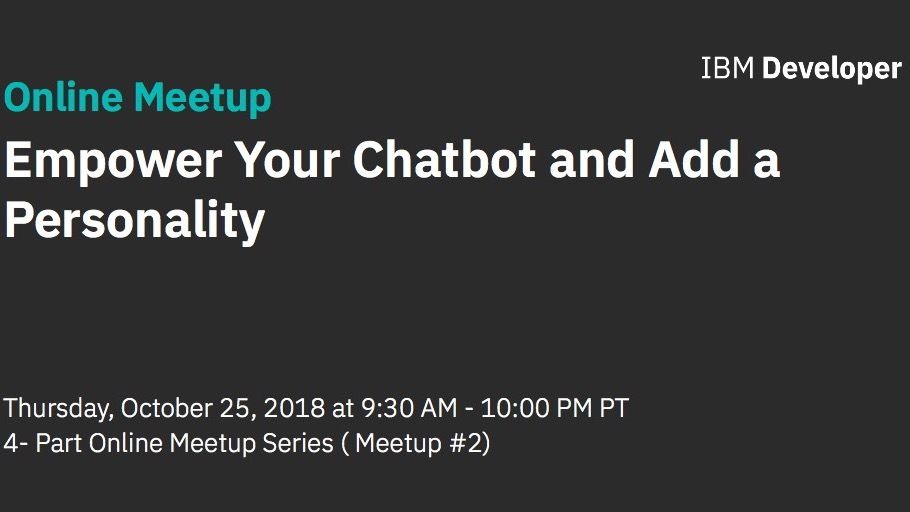 IBM Developer
Online Meetup
Empower Your Chatbot and Add a
Personality
Thursday, October 25, 2018 at 9:30 AM - 10:00 PM PT
4- Part Online Meetup Series ( Meetup #2)